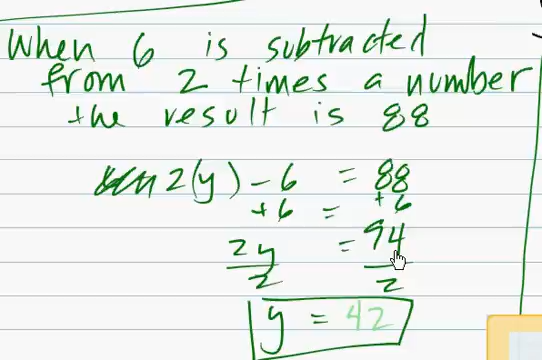 When 6 is subtracted
from 2 times a number
the result is 88
2(y) - 6 = 88
+6 = +6
2y = 94
2 2
y = 42